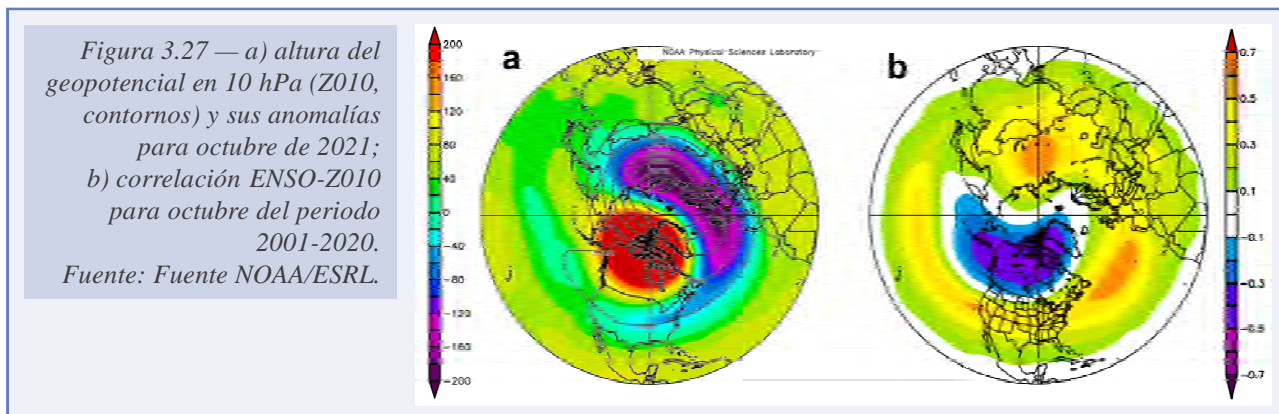 Figura 3.27 — a) altura del
geopotencial en 10 hPa (Z010,
contornos) y sus anomalías
para octubre de 2021;
b) correlación ENSO-Z010
para octubre del periodo
2001-2020.
Fuente: Fuente NOAA/ESRL.
NOAA Physical Sciences Laboratory
a
b
200
160
120
80
40
0
-40
-80
-120
-160
-200
0.7
0.5
0.3
0.1
-0.1
-0.3
-0.5
-0.7